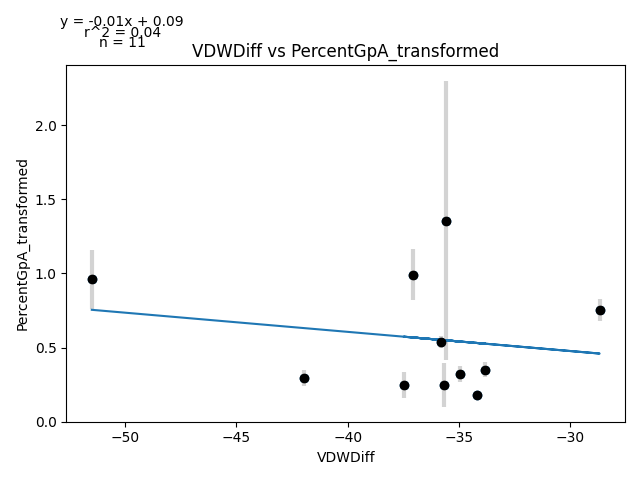 y = -0.01x + 0.09
r^2 = 0.04
n = 11
VDWDiff vs PercentGpA_transformed
PercentGpA_transformed
2.0
1.5
1.0
0.5
0.0
−50
−45
−40
−35
−30
VDWDiff